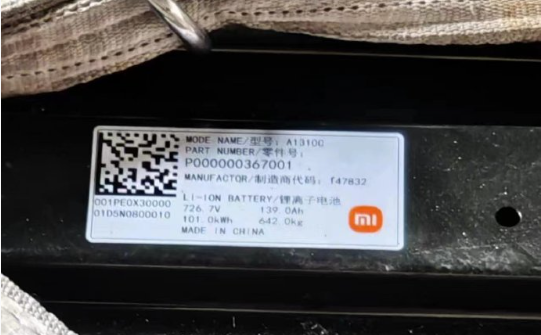 MODE NAME/型号: A1310C
PART NUMBER/零件号:
P000000367001
MANUFACTOR/制造商代码: f47832
001PE0X30000
01D5N0800010
LI-ION BATTERY/锂离子电池
726.7V 139.0Ah
101.0kWh 642.0kg
MADE IN CHINA
mi